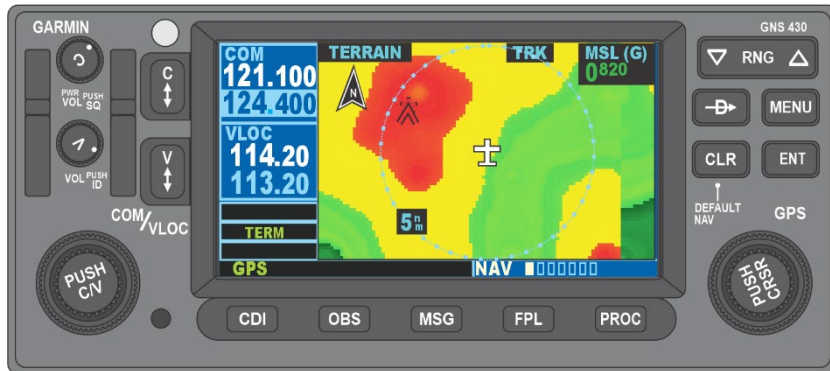 GARMIN
GNS 430
PWR
VOL
PUSH
SQ
C
VOL
PUSH
ID
V
COM/VLOC
PUSH
C/V
COM
121.100
124.400
VLOC
114.20
113.20
TERM
GPS
TERRAIN
TRK
MSL (G)
0820
N
5 nm
NAV
RNG
D
MENU
CLR
ENT
DEFAULT
NAV
GPS
PUSH
CRSR
CDI
OBS
MSG
FPL
PROC